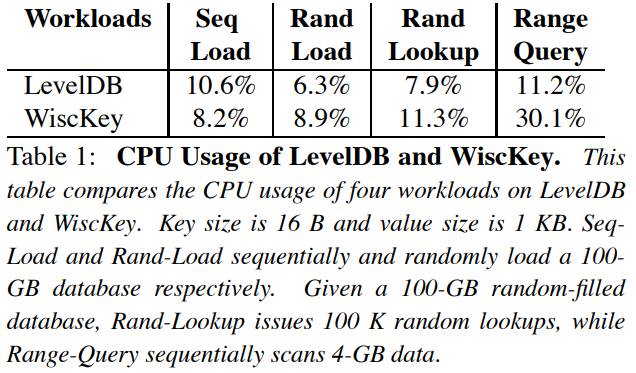 Workloads Seq Rand Rand Range
Load Load Lookup Query
LevelDB 10.6% 6.3% 7.9% 11.2%
WiscKey 8.2% 8.9% 11.3% 30.1%
Table 1: CPU Usage of LevelDB and WiscKey. This
table compares the CPU usage of four workloads on LevelDB
and WiscKey. Key size is 16 B and value size is 1 KB. Seq-
Load and Rand-Load sequentially and randomly load a 100-
GB database respectively. Given a 100-GB random-filled
database, Rand-Lookup issues 100 K random lookups, while
Range-Query sequentially scans 4-GB data.